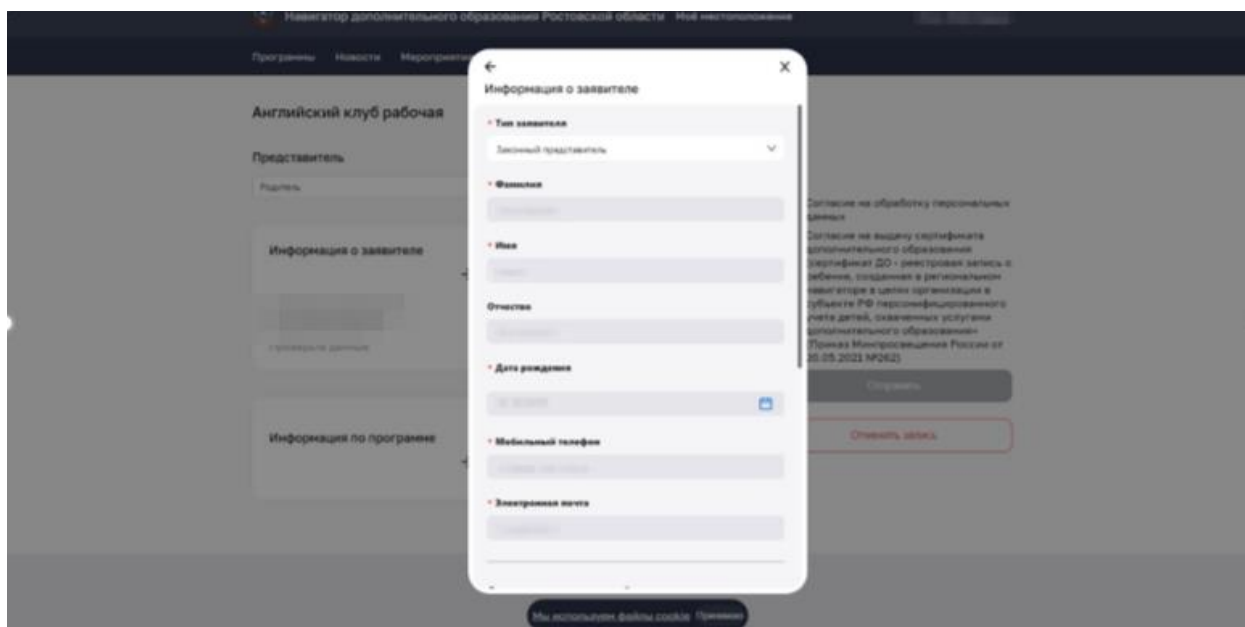 Навигатор дополнительного образования Ростовской области Моё местоположение
Программы Новости Мероприятия
Английский клуб рабочая
Представитель
Родитель
Информация о заявителе
Проверьте данные
Информация по программе
Информация о заявителе
* Тип заявителя
Законный представитель
* Фамилия
* Имя
Отчество
* Дата рождения
* Мобильный телефон
* Электронная почта
Согласие на обработку персональных
данных
Согласие на выдачу сертификата
дополнительного образования
(сертификат ДО - реестровая запись о
ребенке, созданная в региональном
навигаторе в целях организации в
субъекте РФ персонифицированного
учета детей, охваченных услугами
дополнительного образования»
(Приказ Минпросвещения России от
20.05.2021 №262)
Отправить
Отменить запись
Мы используем файлы cookie Принимаю